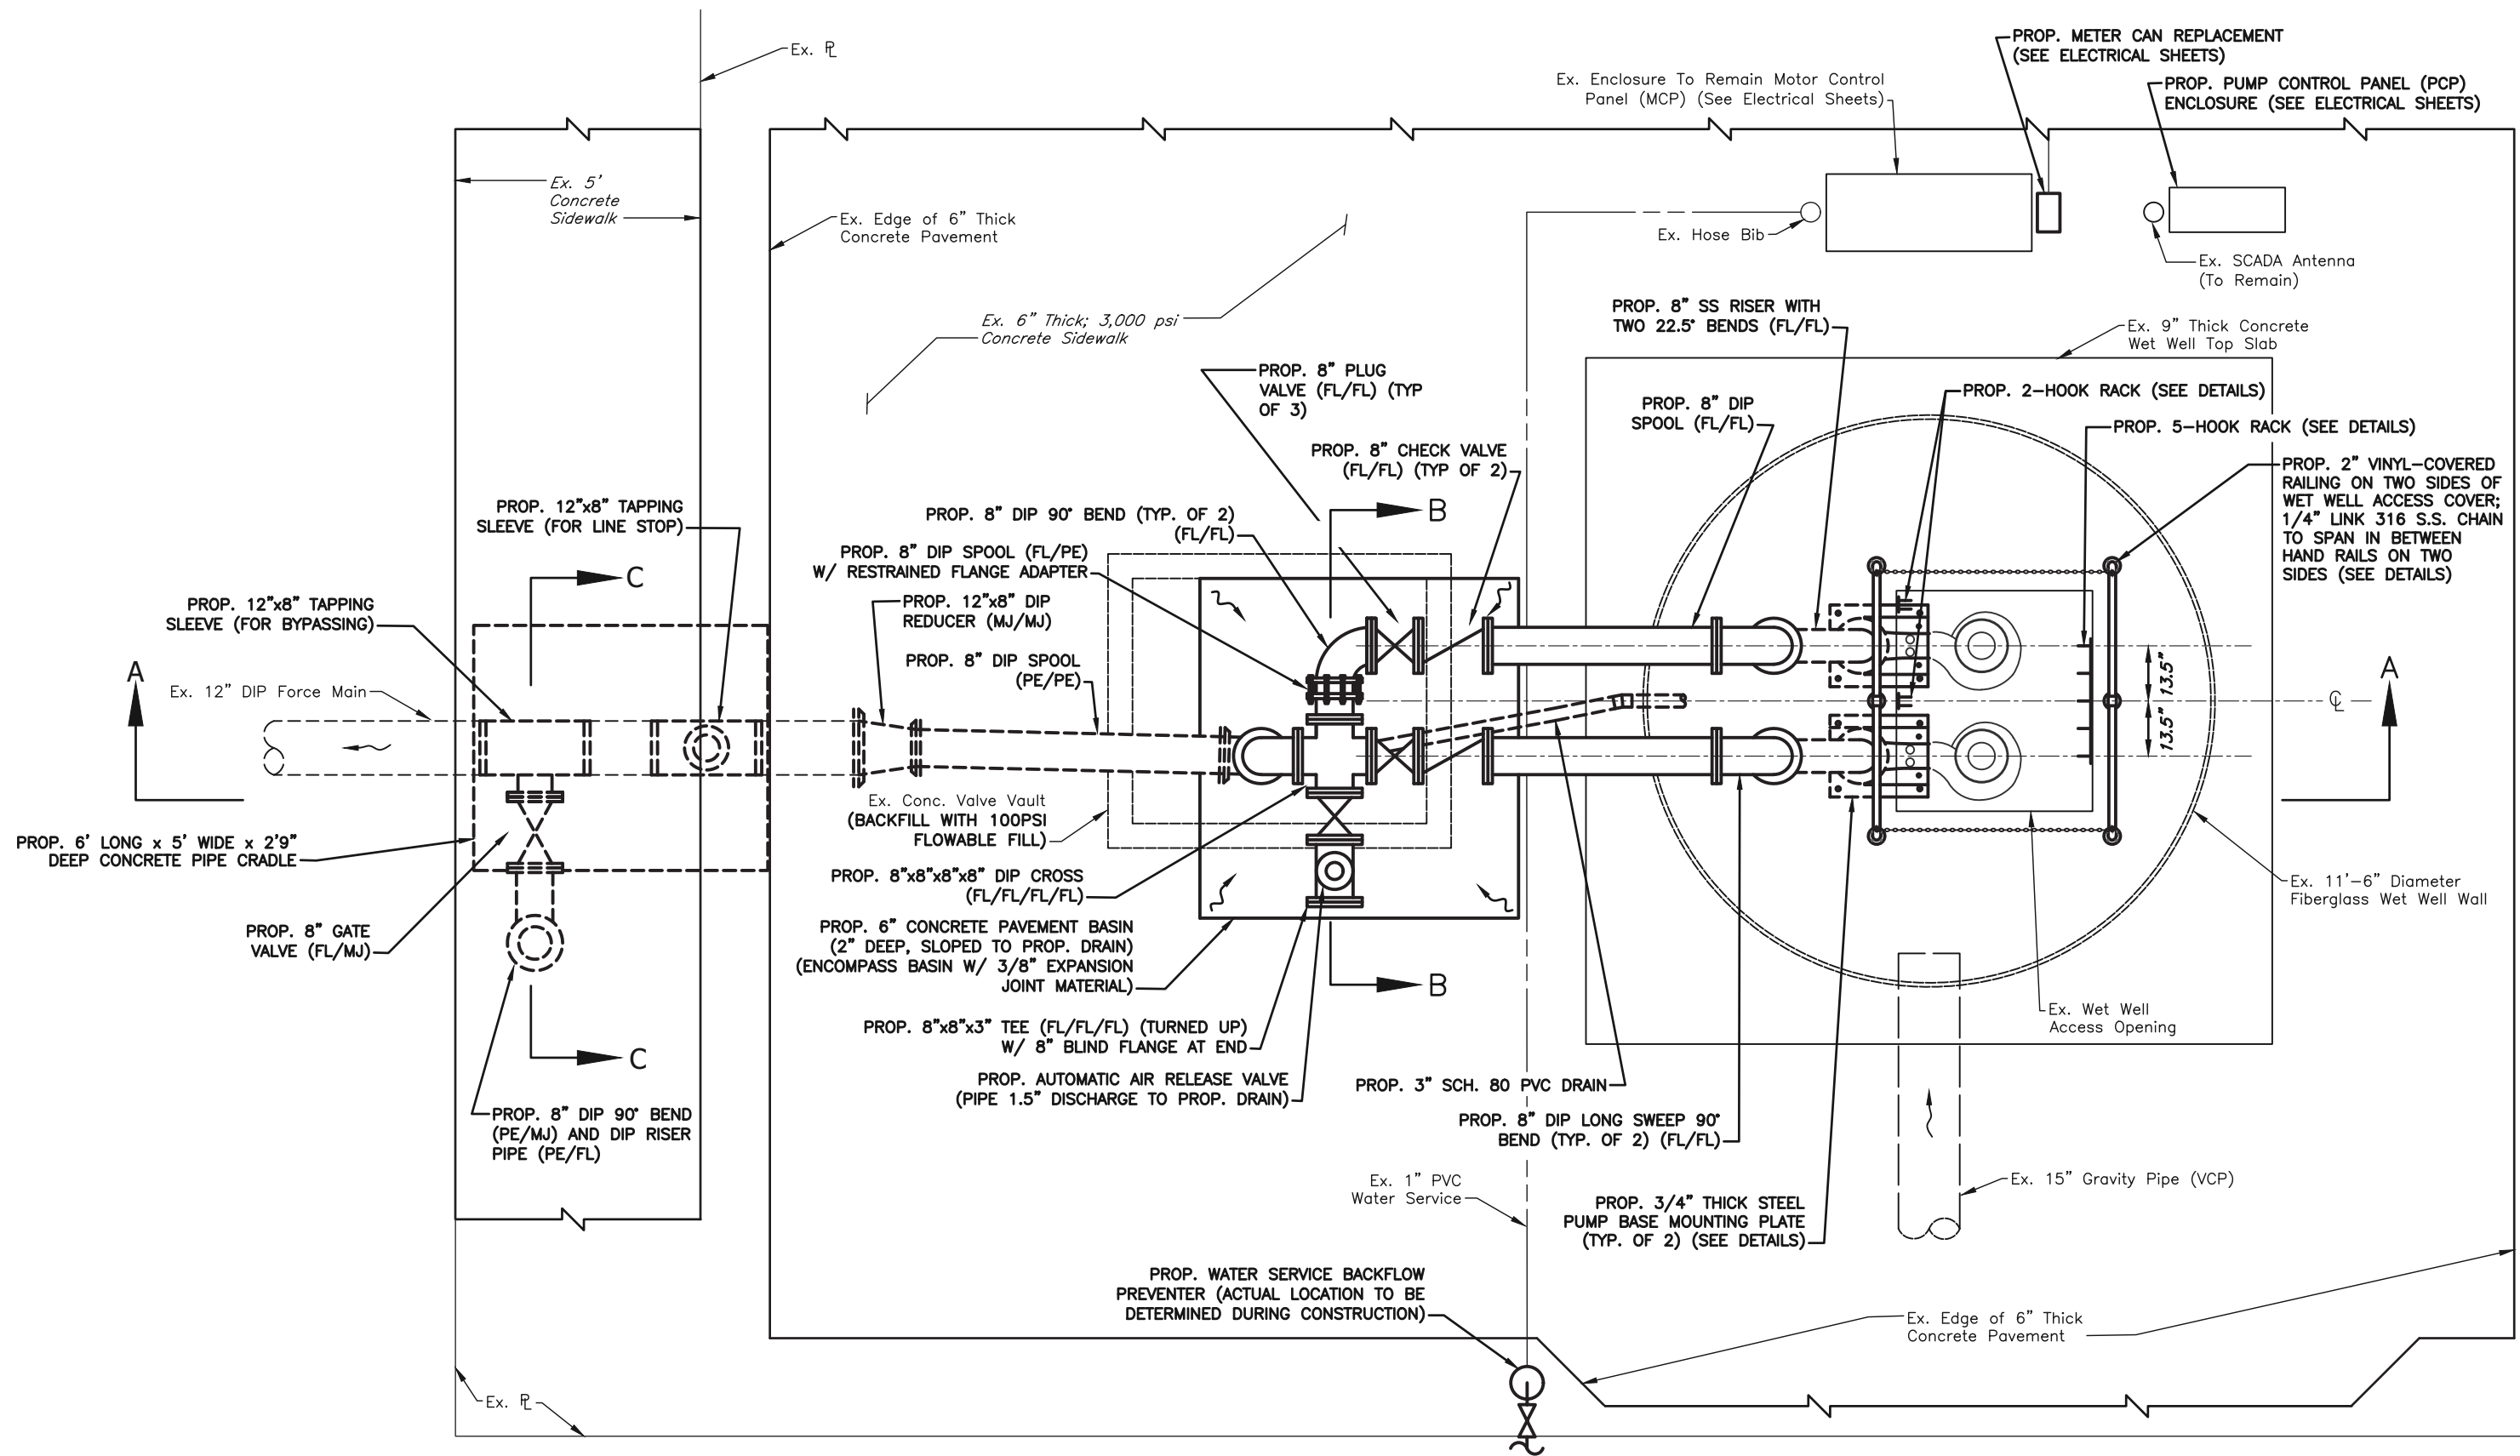 Ex. ℄
PROP. METER CAN REPLACEMENT
(SEE ELECTRICAL SHEETS)
Ex. Enclosure To Remain Motor Control
Panel (MCP) (See Electrical Sheets)
PROP. PUMP CONTROL PANEL (PCP)
ENCLOSURE (SEE ELECTRICAL SHEETS)
Ex. 5'
Concrete
Sidewalk
Ex. Edge of 6" Thick
Concrete Pavement
Ex. Hose Bib
Ex. SCADA Antenna
(To Remain)
Ex. 6" Thick; 3,000 psi
Concrete Sidewalk
PROP. 8" SS RISER WITH
TWO 22.5° BENDS (FL/FL)
Ex. 9" Thick Concrete
Wet Well Top Slab
PROP. 8" PLUG
VALVE (FL/FL) (TYP
OF 3)
PROP. 8" DIP
SPOOL (FL/FL)
PROP. 2-HOOK RACK (SEE DETAILS)
PROP. 5-HOOK RACK (SEE DETAILS)
PROP. 8" CHECK VALVE
(FL/FL) (TYP OF 2)
PROP. 2" VINYL-COVERED
RAILING ON TWO SIDES OF
WET WELL ACCESS COVER;
1/4" LINK 316 S.S. CHAIN
TO SPAN IN BETWEEN
HAND RAILS ON TWO
SIDES (SEE DETAILS)
PROP. 12"x8" TAPPING
SLEEVE (FOR LINE STOP)
PROP. 8" DIP 90° BEND (TYP. OF 2)
(FL/FL)
B
PROP. 8" DIP SPOOL (FL/PE)
W/ RESTRAINED FLANGE ADAPTER
C
PROP. 12"x8" TAPPING
SLEEVE (FOR BYPASSING)
PROP. 12"x8" DIP
REDUCER (MJ/MJ)
PROP. 8" DIP SPOOL
(PE/PE)
A
Ex. 12" DIP Force Main
13.5"
13.5"
℄
A
Ex. Conc. Valve Vault
(BACKFILL WITH 100PSI
FLOWABLE FILL)
PROP. 6' LONG x 5' WIDE x 2'9"
DEEP CONCRETE PIPE CRADLE
PROP. 8"x8"x8"x8" DIP CROSS
(FL/FL/FL/FL)
Ex. 11'-6" Diameter
Fiberglass Wet Well Wall
PROP. 8" GATE
VALVE (FL/MJ)
PROP. 6" CONCRETE PAVEMENT BASIN
(2" DEEP, SLOPED TO PROP. DRAIN)
(ENCOMPASS BASIN W/ 3/8" EXPANSION
JOINT MATERIAL)
B
Ex. Wet Well
Access Opening
PROP. 8"x8"x3" TEE (FL/FL/FL) (TURNED UP)
W/ 8" BLIND FLANGE AT END
C
PROP. AUTOMATIC AIR RELEASE VALVE
(PIPE 1.5" DISCHARGE TO PROP. DRAIN)
PROP. 3" SCH. 80 PVC DRAIN
PROP. 8" DIP 90° BEND
(PE/MJ) AND DIP RISER
PIPE (PE/FL)
PROP. 8" DIP LONG SWEEP 90°
BEND (TYP. OF 2) (FL/FL)
Ex. 1" PVC
Water Service
Ex. 15" Gravity Pipe (VCP)
PROP. 3/4" THICK STEEL
PUMP BASE MOUNTING PLATE
(TYP. OF 2) (SEE DETAILS)
PROP. WATER SERVICE BACKFLOW
PREVENTER (ACTUAL LOCATION TO BE
DETERMINED DURING CONSTRUCTION)
Ex. Edge of 6" Thick
Concrete Pavement
Ex. PL